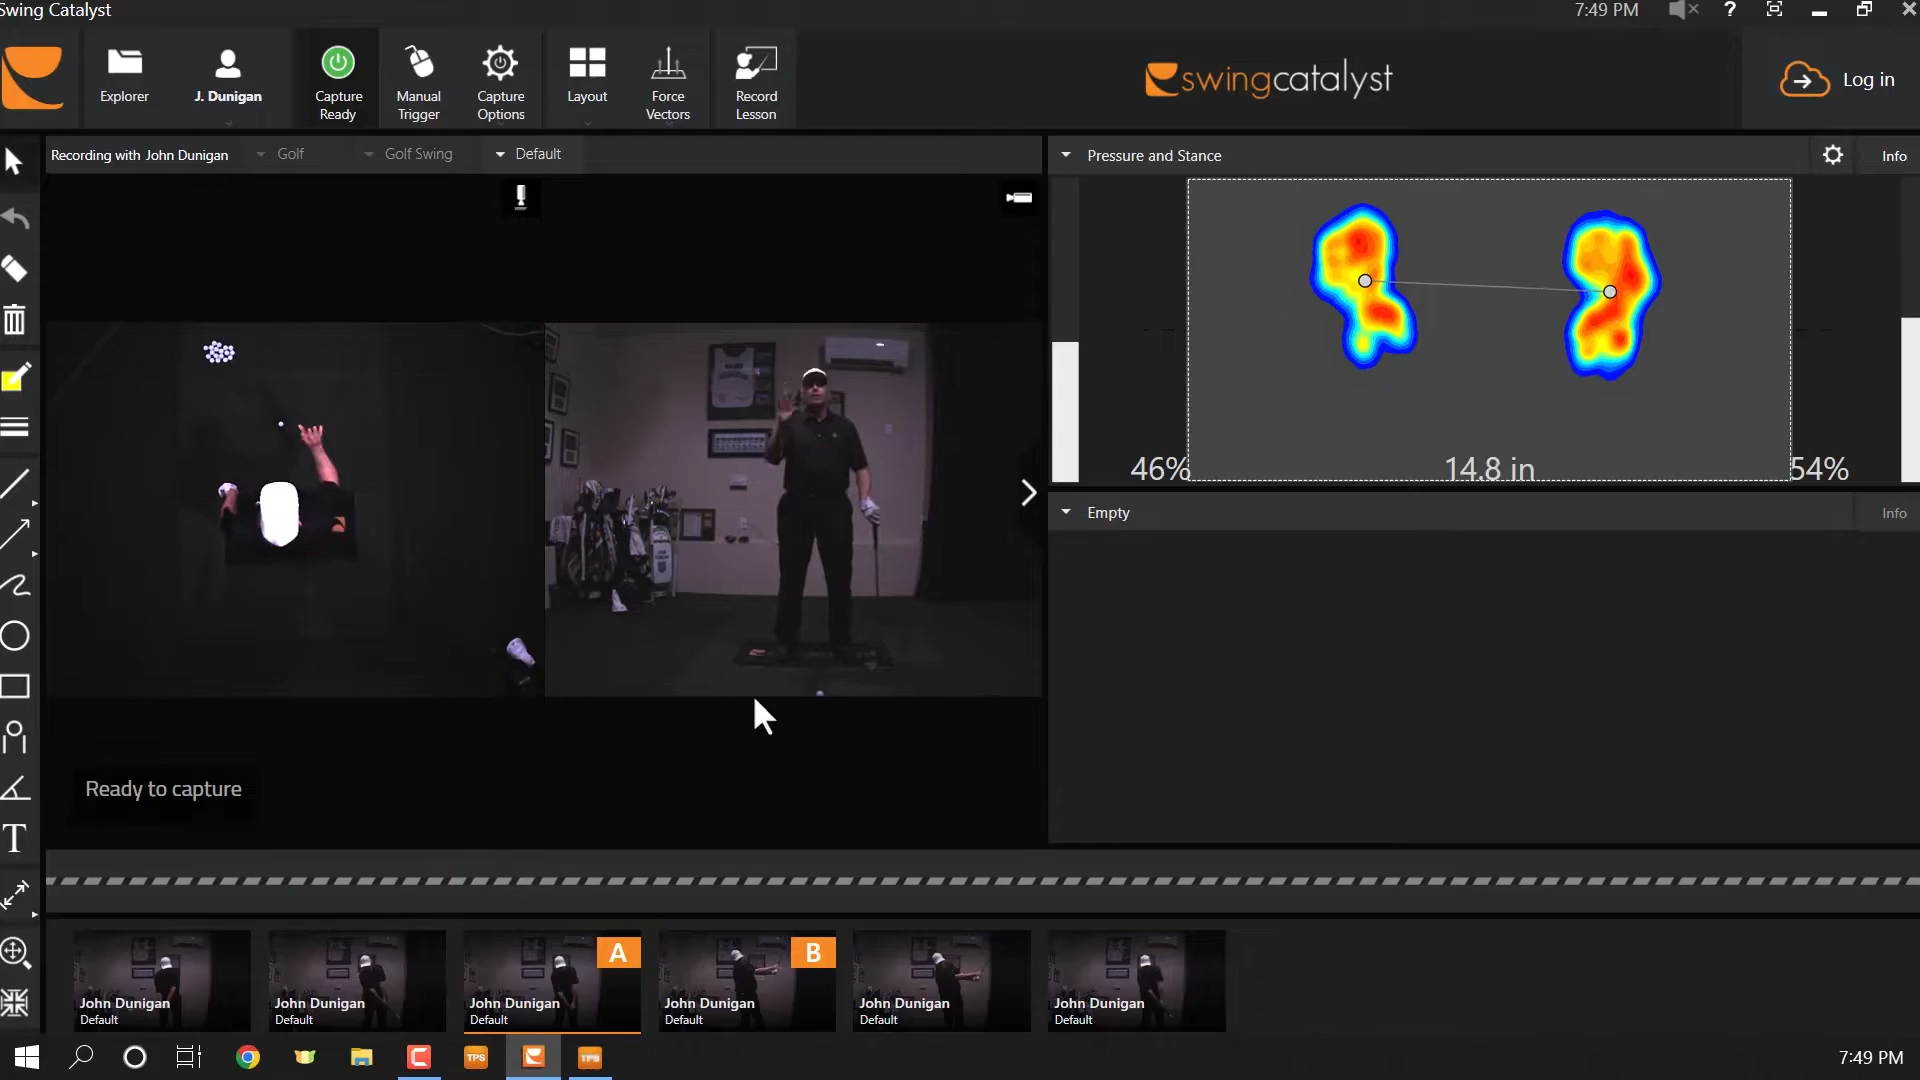 Swing Catalyst
7:49 PM
?
Explorer
J. Dunigan
Capture
Ready
Manual
Trigger
Capture
Options
Layout
Force
Vectors
Record
Lesson
swingcatalyst
Log in
Recording with John Dunigan
Golf
Golf Swing
Default
Pressure and Stance
Info
46%
14.8 in
54%
Empty
Info
Ready to capture
T
John Dunigan
Default
John Dunigan
Default
A
John Dunigan
Default
B
John Dunigan
Default
John Dunigan
Default
John Dunigan
Default
TPS
TPS
7:49 PM